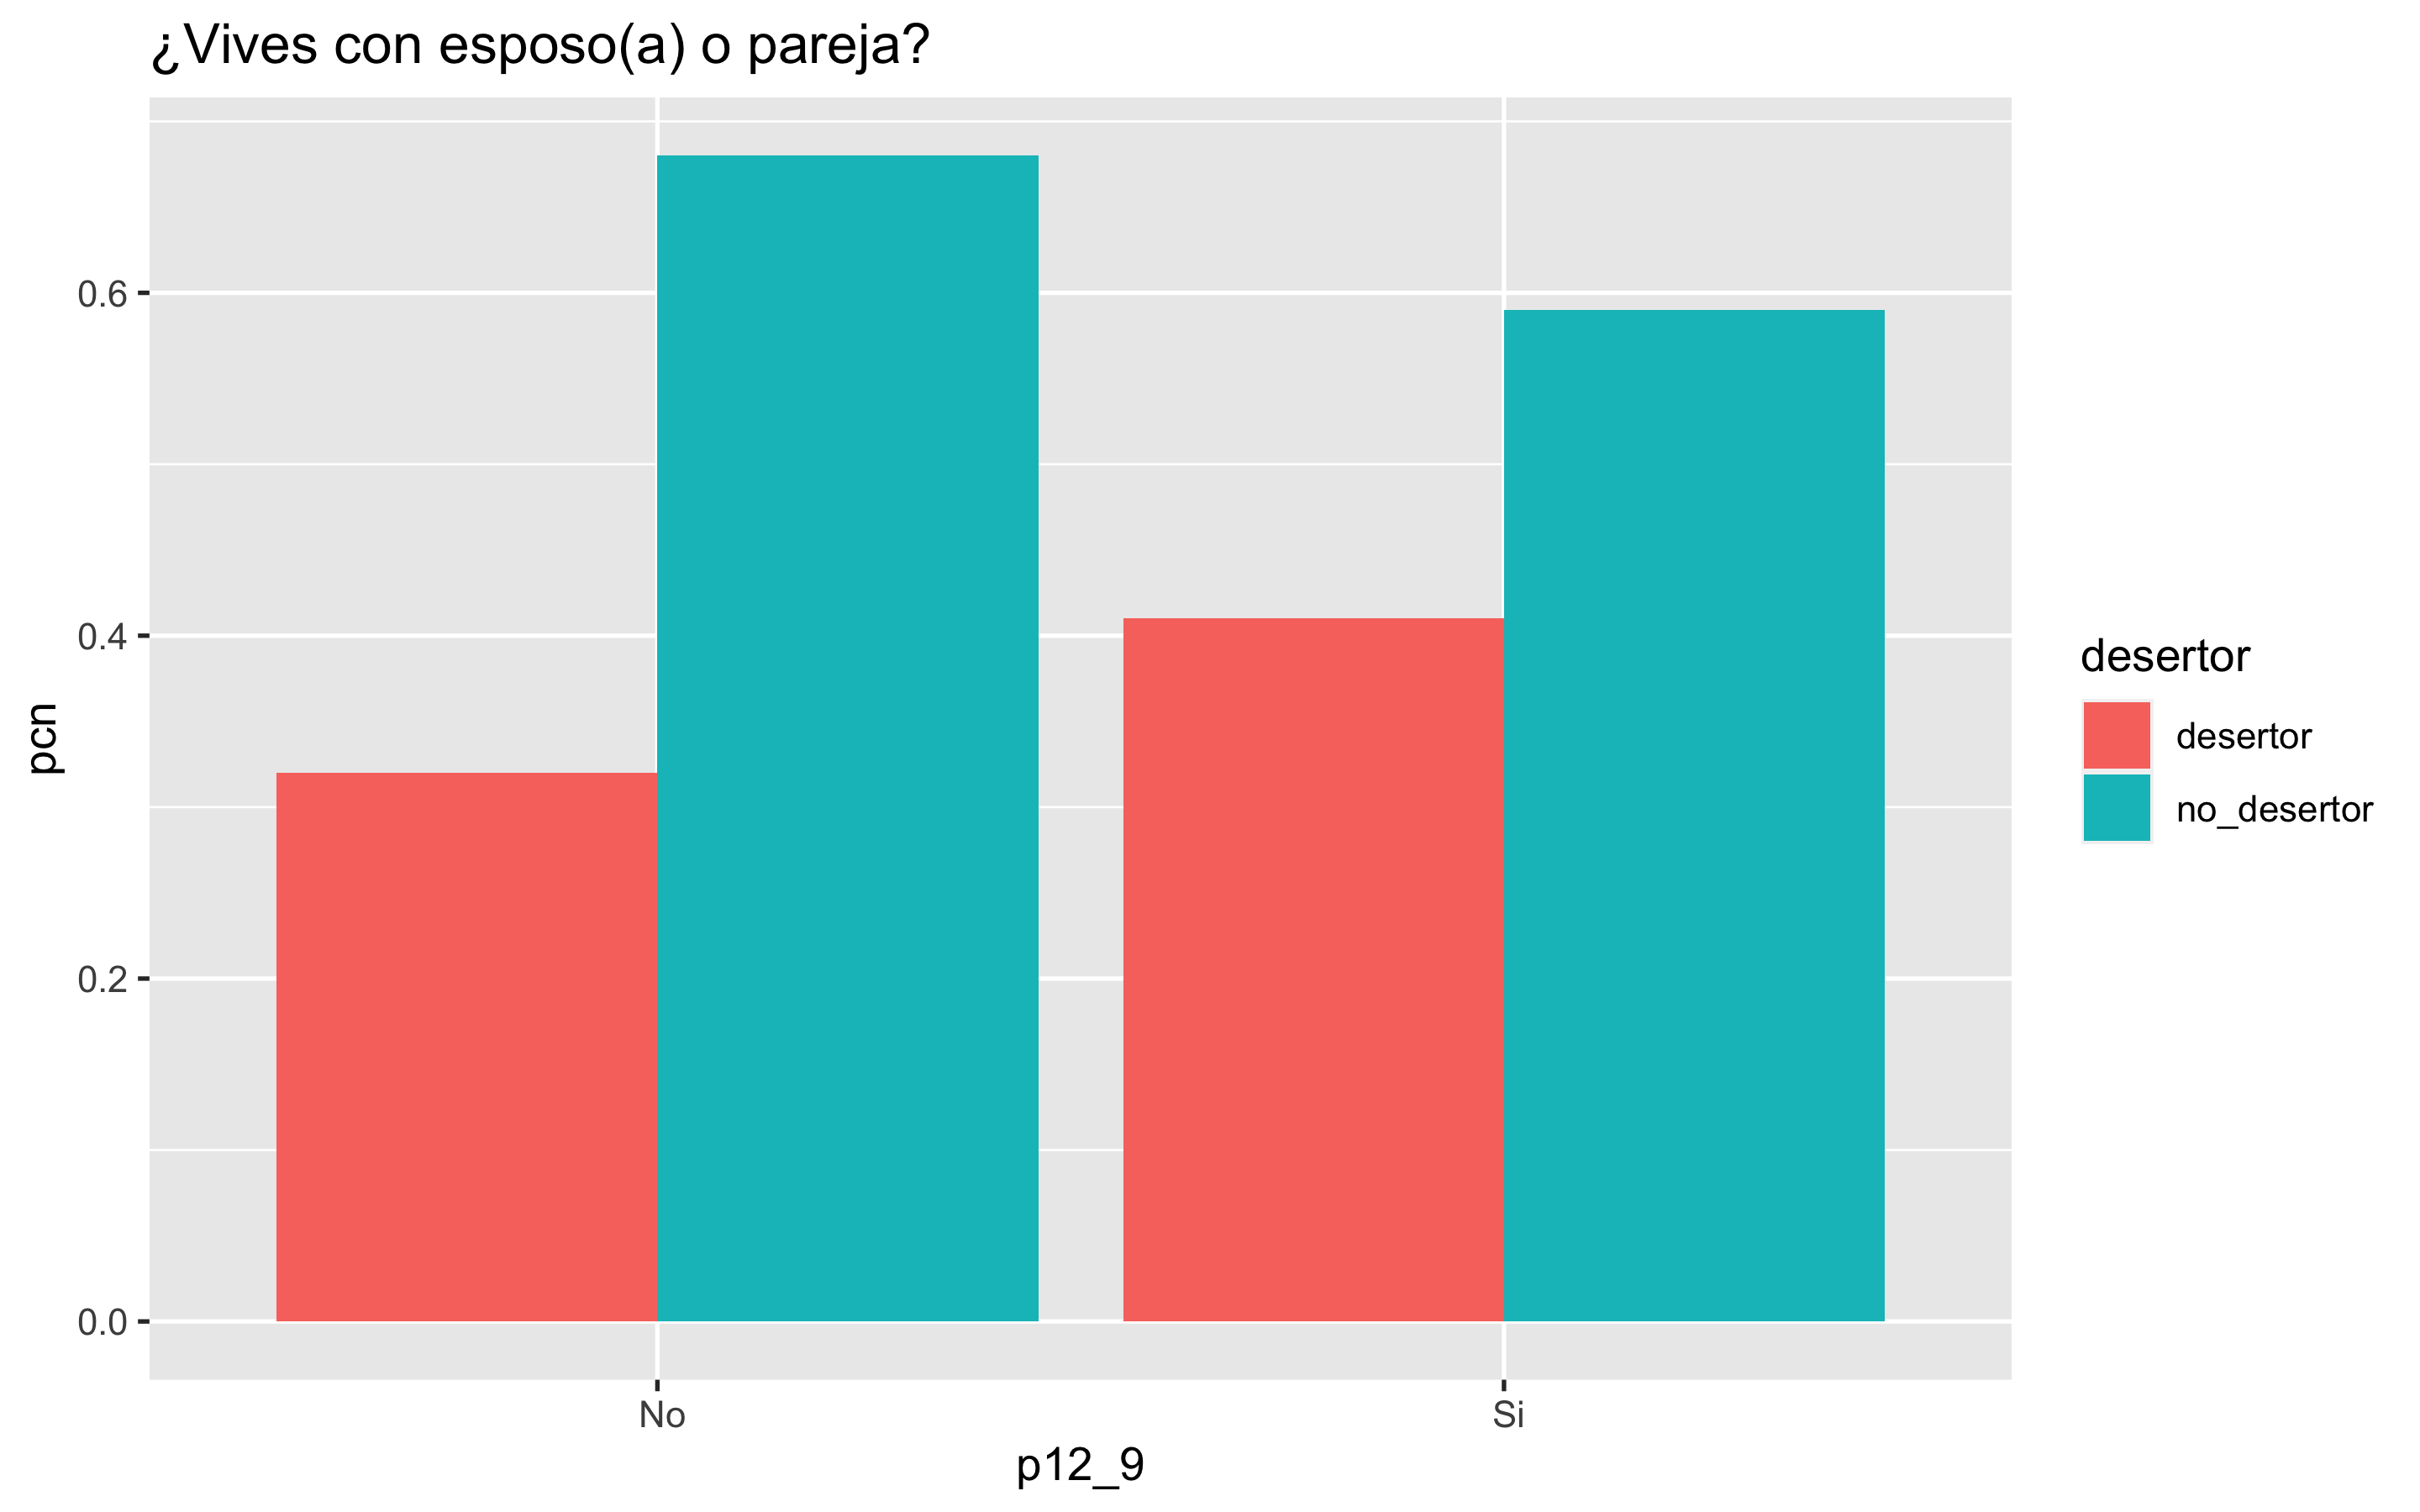 ¿Vives con esposo(a) o pareja?
pcn
0.6
0.4
0.2
0.0
No
Si
p12_9
desertor
desertor
no_desertor